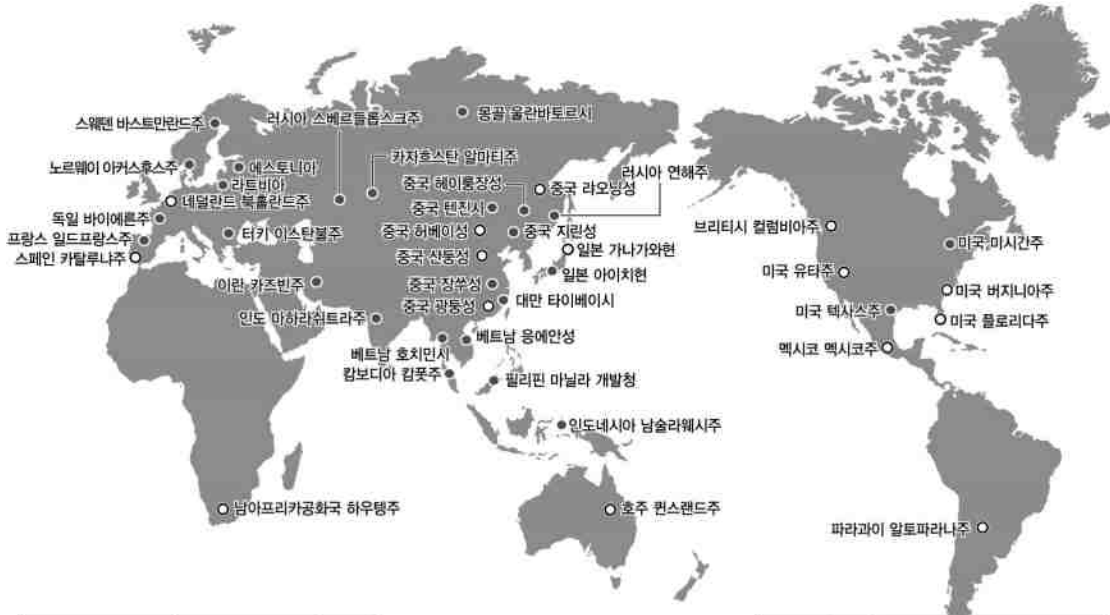 러시아 스베르들롭스크주
몽골 울란바토르시
스웨덴 바스트만란드주
노르웨이 아커스후스주
에스토니아
카자흐스탄 알마티주
러시아 연해주
라트비아
중국 헤이룽장성
중국 랴오닝성
네덜란드 북홀란드주
중국 텐진시
독일 바이에른주
터키 이스탄불주
중국 허베이성
중국 지린성
브리티시 컬럼비아주
미국 미시간주
프랑스 일드프랑스주
스페인 카탈루냐주
중국 산둥성
일본 가나가와현
일본 아이치현
미국 유타주
이란 카즈빈주
중국 장쑤성
미국 버지니아주
중국 광둥성
대만 타이베이시
미국 텍사스주
인도 마하라쉬트라주
미국 플로리다주
베트남 응에안성
멕시코 멕시코주
베트남 호치민시
캄보디아 캄폿주
필리핀 마닐라 개발청
인도네시아 남술라웨시주
남아프리카공화국 하우텡주
호주 퀸스랜드주
파라과이 알토파라나주